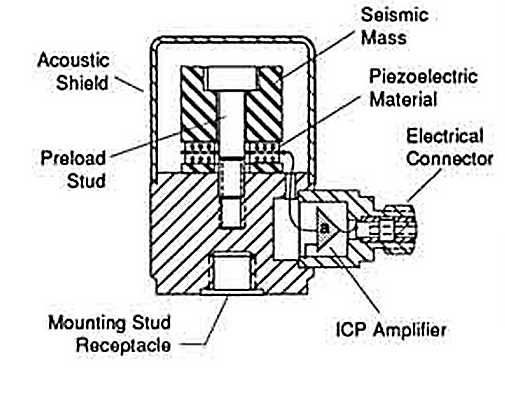 Seismic
Mass
Acoustic
Shield
Piezoelectric
Material
Electrical
Connector
Preload
Stud
a
ICP Amplifier
Mounting Stud
Receptacle